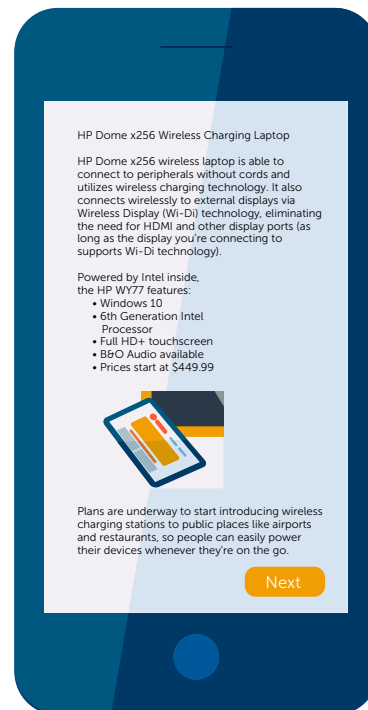 HP Dome x256 Wireless Charging Laptop
HP Dome x256 wireless laptop is able to
connect to peripherals without cords and
utilizes wireless charging technology. It also
connects wirelessly to external displays via
Wireless Display (Wi-Di) technology, eliminating
the need for HDMI and other display ports (as
long as the display you're connecting to
supports Wi-Di technology).
Powered by Intel inside,
the HP WY77 features:
• Windows 10
• 6th Generation Intel
Processor
• Full HD+ touchscreen
• B&O Audio available
• Prices start at $449.99
Plans are underway to start introducing wireless
charging stations to public places like airports
and restaurants, so people can easily power
their devices whenever they're on the go.
Next